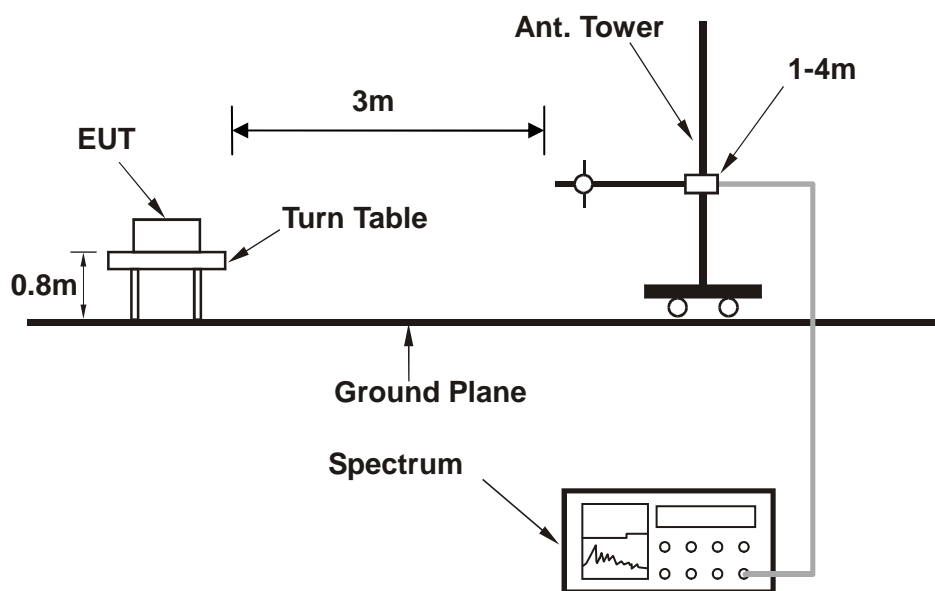 Ant. Tower
1-4m
3m
EUT
Turn Table
0.8m
Ground Plane
Spectrum